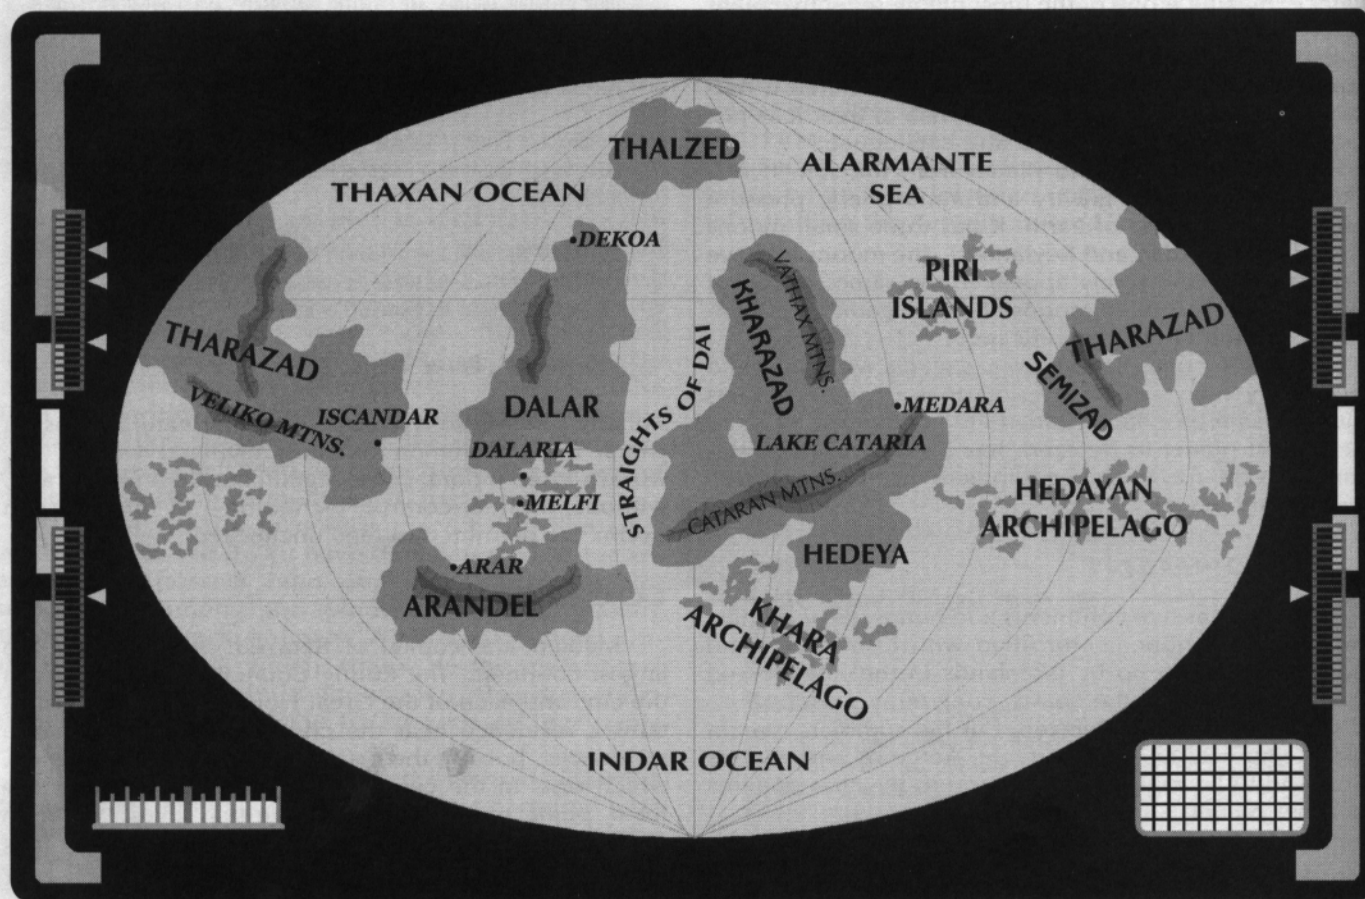 THALZED
ALARMANTE
SEA
THAXAN OCEAN
DEKOA
PIRI
ISLANDS
VATHAX MTNS.
KHARAZAD
THARAZAD
THARAZAD
SEMIZAD
STRAIGHTS OF DAI
VELIKO MTNS.
ISCANDAR
DALAR
MEDARA
LAKE CATARIA
DALARIA
MELFI
CATARAN MTNS.
HEDAYAN
ARCHIPELAGO
HEDEYA
ARAR
ARANDEL
KHARA
ARCHIPELAGO
INDAR OCEAN